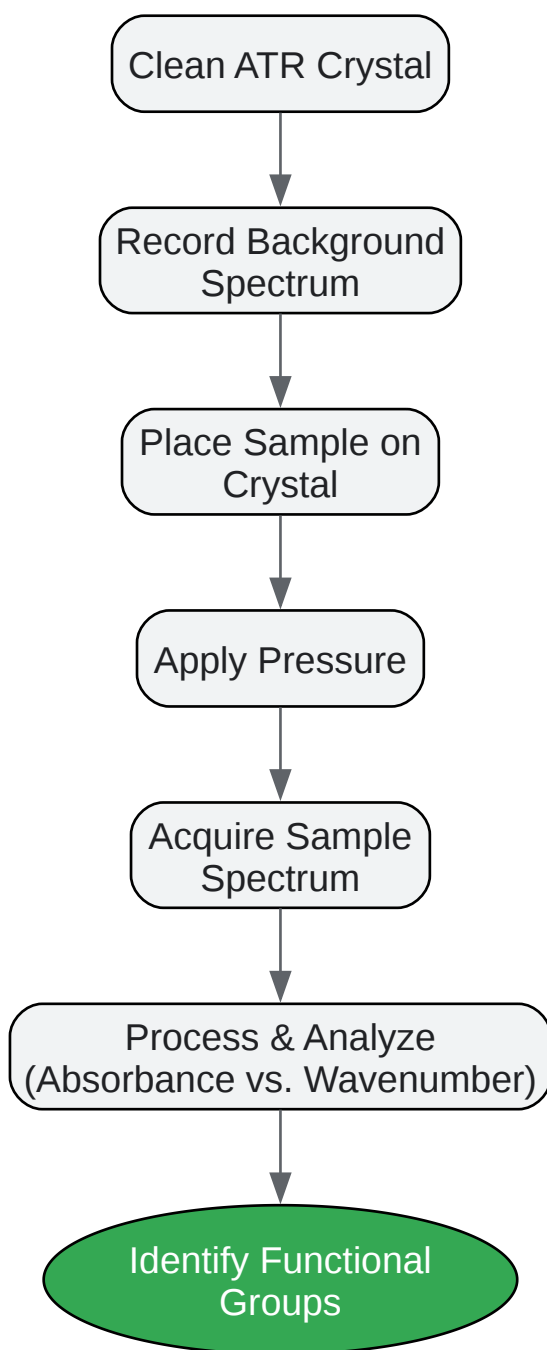 Clean ATR Crystal
Record Background
Spectrum
Place Sample on
Crystal
Apply Pressure
Acquire Sample
Spectrum
Process & Analyze
(Absorbance vs. Wavenumber)
Identify Functional
Groups